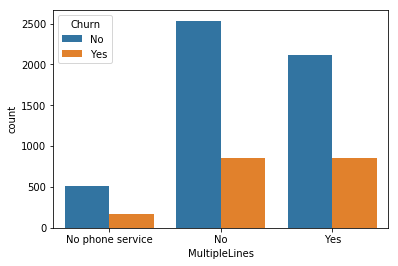 Churn
No
Yes
2500
2000
1500
1000
500
0
count
No phone service
No
Yes
MultipleLines